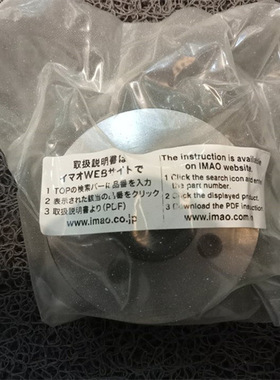 取扱説明書は
イマオWEBサイトで
1 TOPの検索バーに品番を入力
2 表示された該当の品番をクリック
3 取扱説明書より(PDF)
www.imao.co.jp
The instruction is available
on IMAO website.
1 Click the search icon and enter
the part number.
2 Click the displayed product.
3 Download the PDF instruction.
www.imao.com